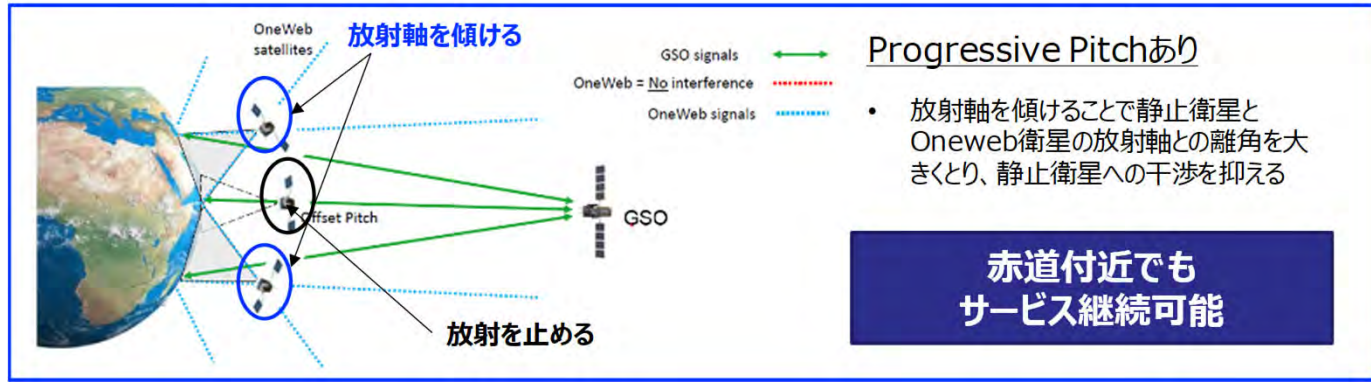 OneWeb
satellites
放射軸を傾ける
GSO signals
OneWeb = No interference
OneWeb signals
Offset Pitch
GSO
放射を止める
Progressive Pitchあり
• 放射軸を傾けることで静止衛星と
Oneweb衛星の放射軸との離角を大
きくとり、静止衛星への干渉を抑える
赤道付近でも
サービス継続可能